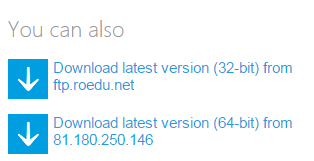 You can also
Download latest version (32-bit) from
ftp.roedu.net
Download latest version (64-bit) from
81.180.250.146